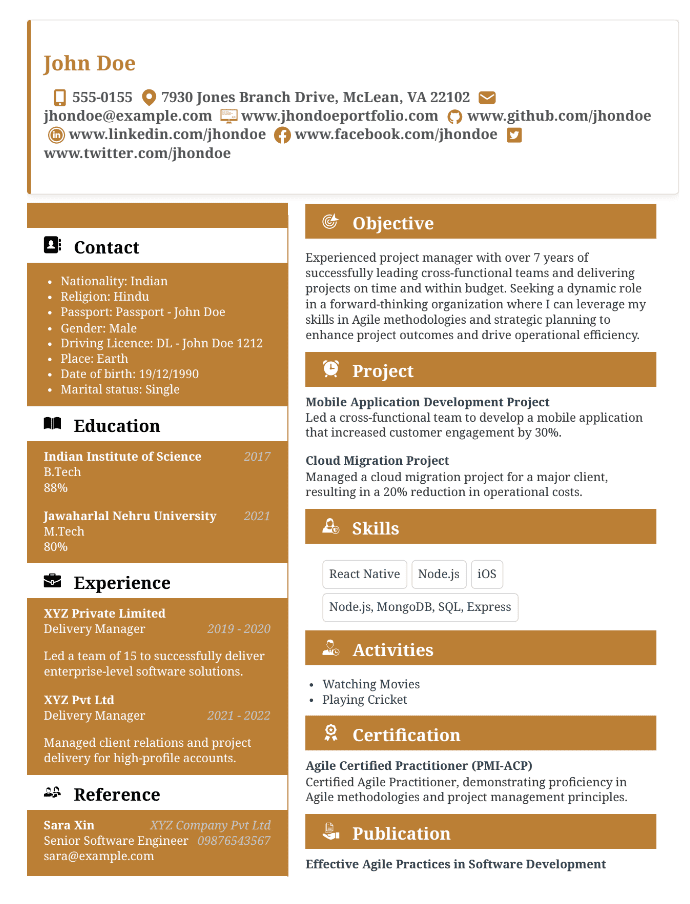 John Doe
555-0155 7930 Jones Branch Drive, McLean, VA 22102
jhondoe@example.com www.jhondoeportfolio.com www.github.com/jhondoe
www.linkedin.com/jhondoe www.facebook.com/jhondoe
www.twitter.com/jhondoe
Contact
• Nationality: Indian
• Religion: Hindu
• Passport: Passport - John Doe
• Gender: Male
• Driving Licence: DL - John Doe 1212
• Place: Earth
• Date of birth: 19/12/1990
• Marital status: Single
Education
Indian Institute of Science 2017
B.Tech
88%
Jawaharlal Nehru University 2021
M.Tech
80%
Experience
XYZ Private Limited
Delivery Manager 2019 - 2020
Led a team of 15 to successfully deliver
enterprise-level software solutions.
XYZ Pvt Ltd
Delivery Manager 2021 - 2022
Managed client relations and project
delivery for high-profile accounts.
Reference
Sara Xin XYZ Company Pvt Ltd
Senior Software Engineer 09876543567
sara@example.com
Objective
Experienced project manager with over 7 years of
successfully leading cross-functional teams and delivering
projects on time and within budget. Seeking a dynamic role
in a forward-thinking organization where I can leverage my
skills in Agile methodologies and strategic planning to
enhance project outcomes and drive operational efficiency.
Project
Mobile Application Development Project
Led a cross-functional team to develop a mobile application
that increased customer engagement by 30%.
Cloud Migration Project
Managed a cloud migration project for a major client,
resulting in a 20% reduction in operational costs.
Skills
React Native Node.js iOS
Node.js, MongoDB, SQL, Express
Activities
• Watching Movies
• Playing Cricket
Certification
Agile Certified Practitioner (PMI-ACP)
Certified Agile Practitioner, demonstrating proficiency in
Agile methodologies and project management principles.
Publication
Effective Agile Practices in Software Development